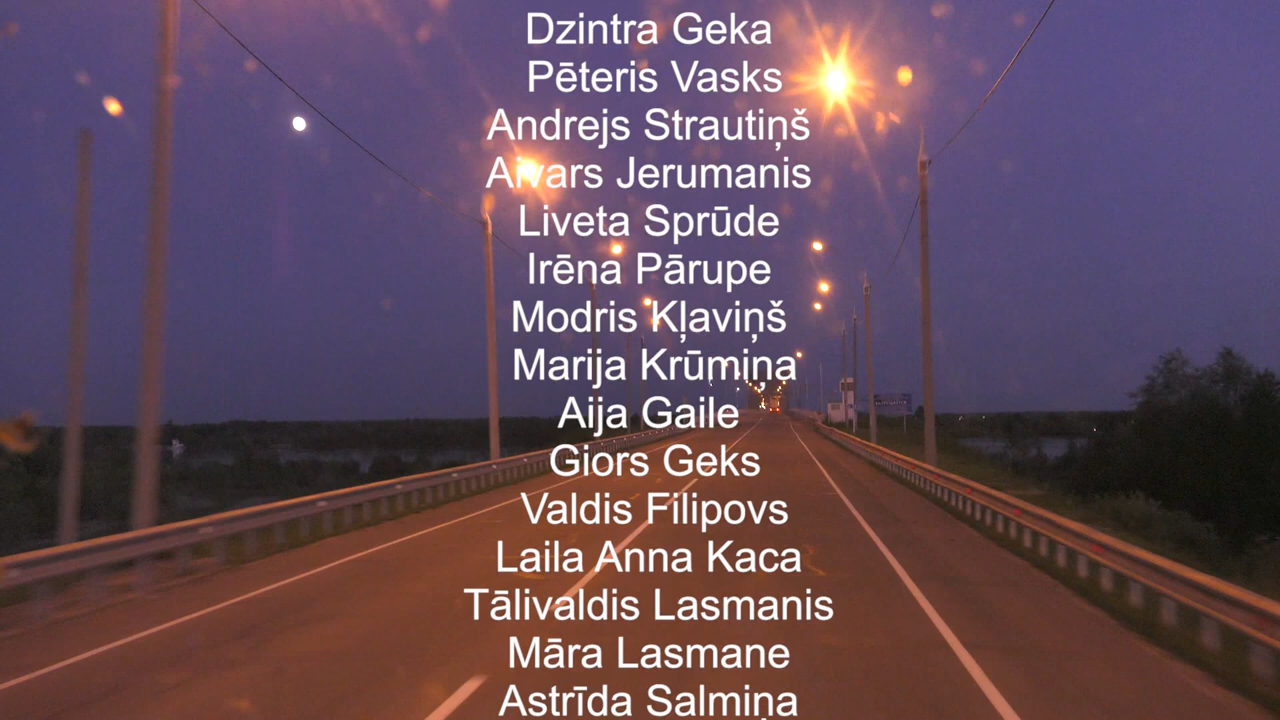 Dzintra Geka
Pēteris Vasks
Andrejs Strautiņš
Aivars Jerumanis
Liveta Sprūde
Irēna Pārupe
Modris Kļaviņš
Marija Krūmiņa
Aija Gaile
Giors Geks
Valdis Filipovs
Laila Anna Kaca
Tālivaldis Lasmanis
Māra Lasmane
Astrīda Salmiņa